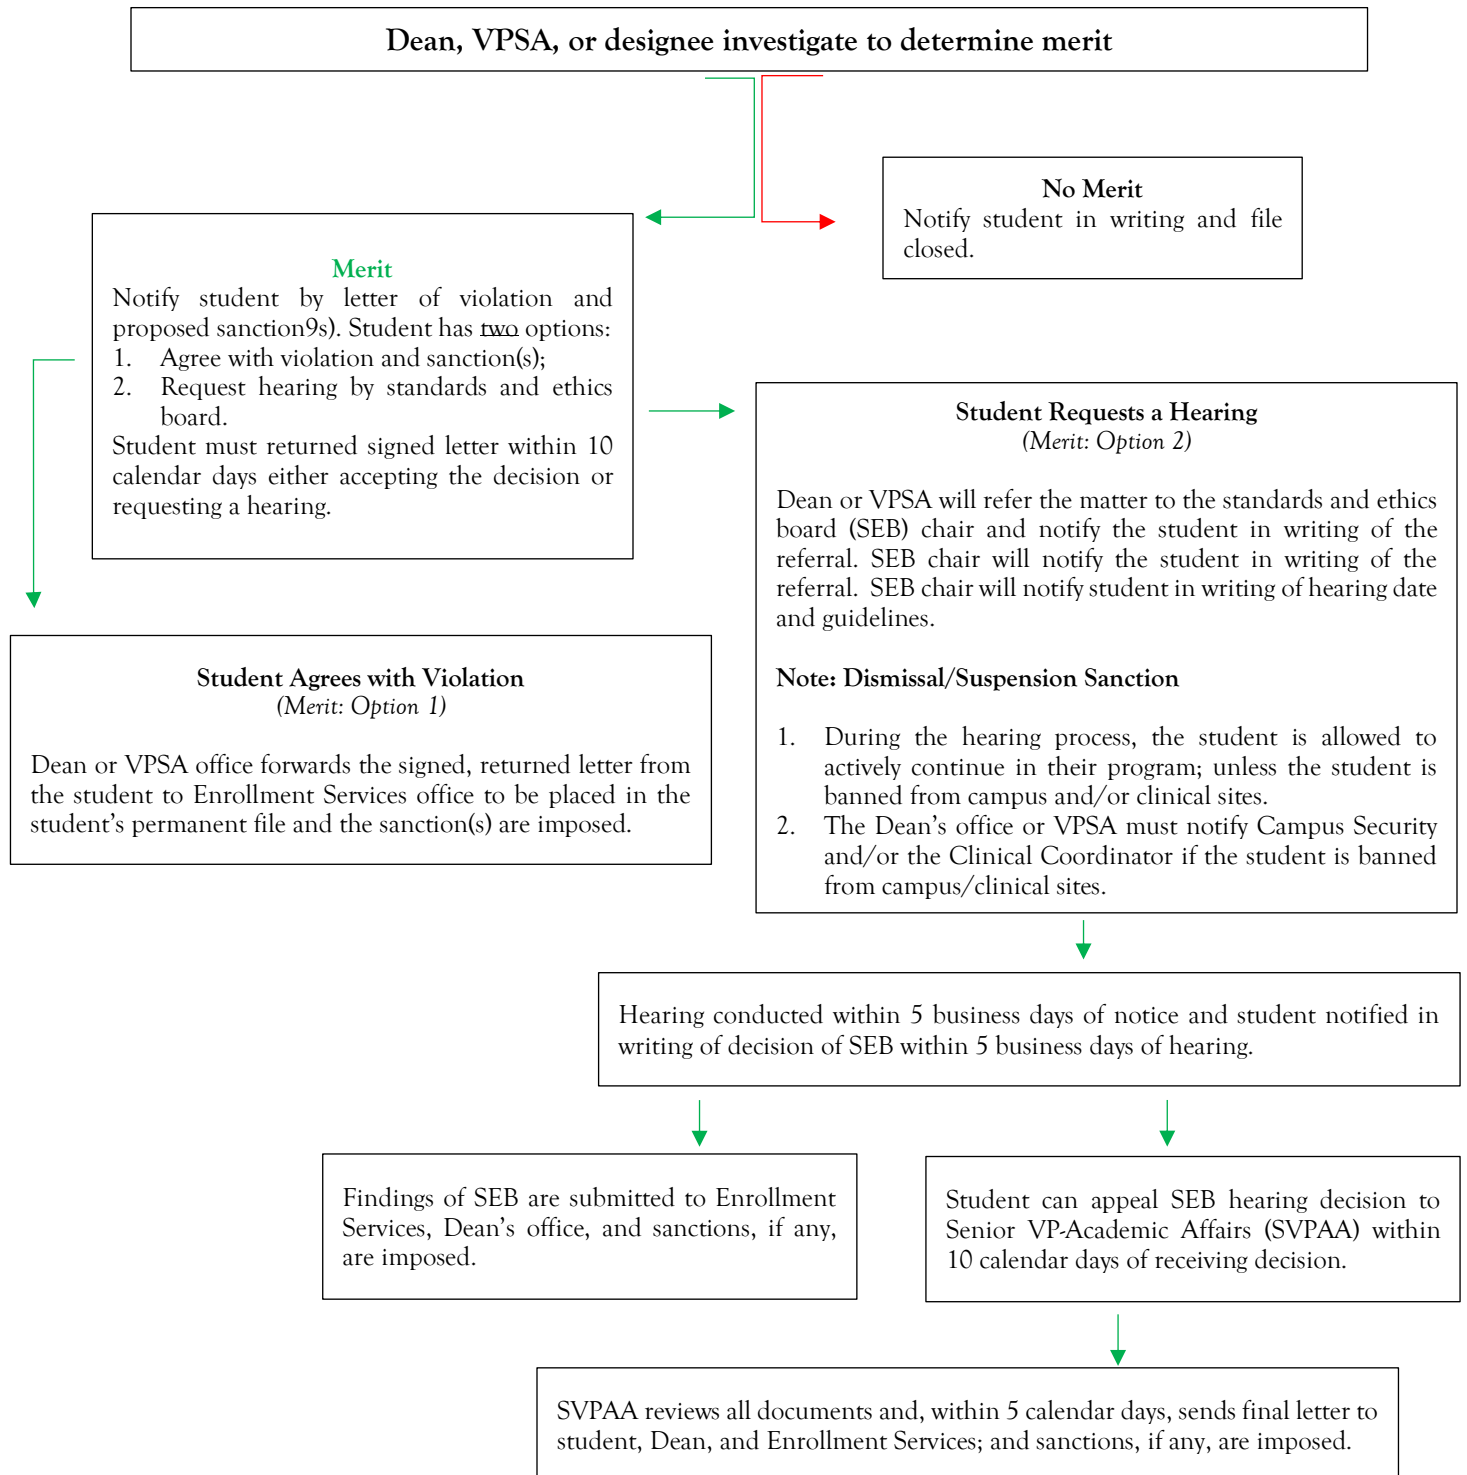 Dean, VPSA, or designee investigate to determine merit
No Merit
Notify student in writing and file
closed.
Merit
Notify student by letter of violation and
proposed sanction9s). Student has two options:
1. Agree with violation and sanction(s);
2. Request hearing by standards and ethics
board.
Student must returned signed letter within 10
calendar days either accepting the decision or
requesting a hearing.
Student Requests a Hearing
(Merit: Option 2)
Dean or VPSA will refer the matter to the standards and ethics
board (SEB) chair and notify the student in writing of the
referral. SEB chair will notify the student in writing of the
referral. SEB chair will notify student in writing of hearing date
and guidelines.
Note: Dismissal/Suspension Sanction
1. During the hearing process, the student is allowed to
actively continue in their program; unless the student is
banned from campus and/or clinical sites.
2. The Dean's office or VPSA must notify Campus Security
and/or the Clinical Coordinator if the student is banned
from campus/clinical sites.
Student Agrees with Violation
(Merit: Option 1)
Dean or VPSA office forwards the signed, returned letter from
the student to Enrollment Services office to be placed in the
student's permanent file and the sanction(s) are imposed.
Hearing conducted within 5 business days of notice and student notified in
writing of decision of SEB within 5 business days of hearing.
Findings of SEB are submitted to Enrollment
Services, Dean's office, and sanctions, if any,
are imposed.
Student can appeal SEB hearing decision to
Senior VP-Academic Affairs (SVPAA) within
10 calendar days of receiving decision.
SVPAA reviews all documents and, within 5 calendar days, sends final letter to
student, Dean, and Enrollment Services; and sanctions, if any, are imposed.